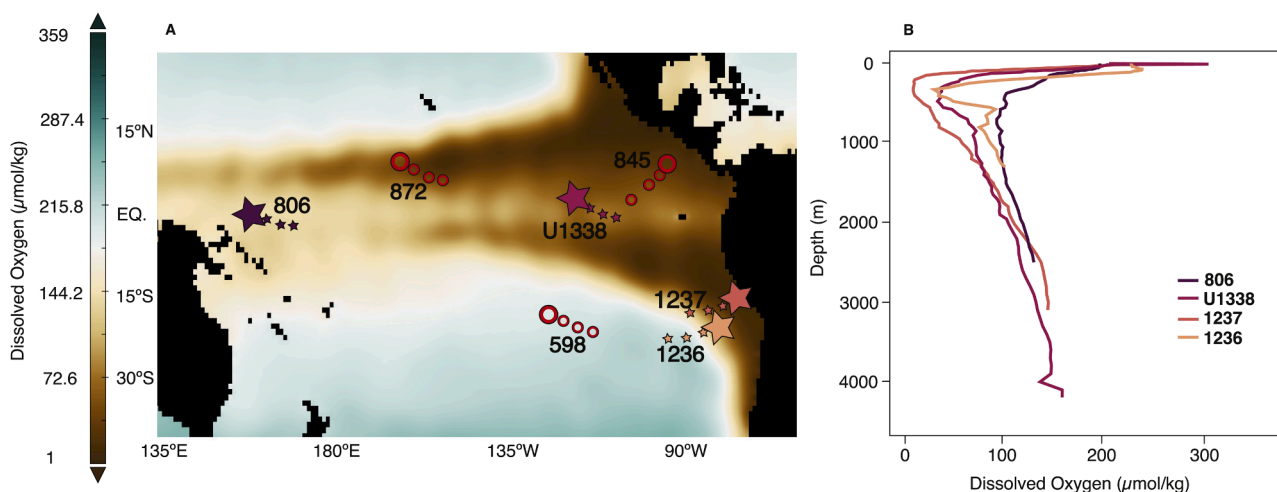 A
B
359
287.4
215.8
144.2
72.6
1
Dissolved Oxygen (µmol/kg)
15ºN
EQ.
15ºS
30ºS
135ºE
180ºE
135ºW
90ºW
806
872
845
U1338
1237
1236
598
0
1000
2000
3000
4000
Depth (m)
806
U1338
1237
1236
0
100
200
300
Dissolved Oxygen (µmol/kg)